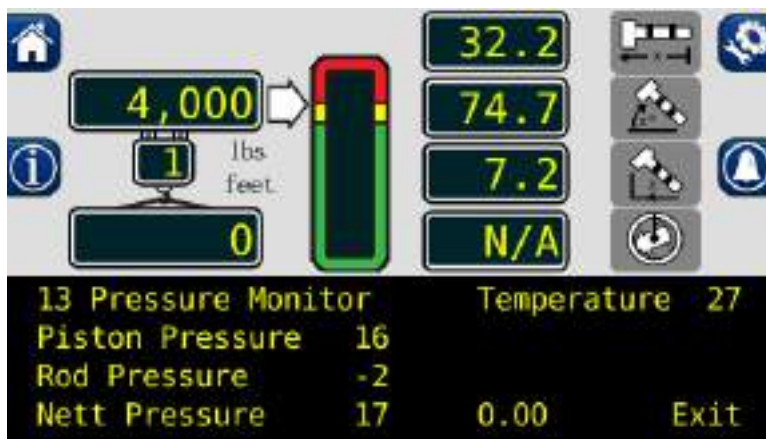 32.2
4,000
74.7
1
lbs
feet
7.2
0
N/A
13 Pressure Monitor Temperature 27
Piston Pressure 16
Rod Pressure -2
Nett Pressure 17 0.00 Exit